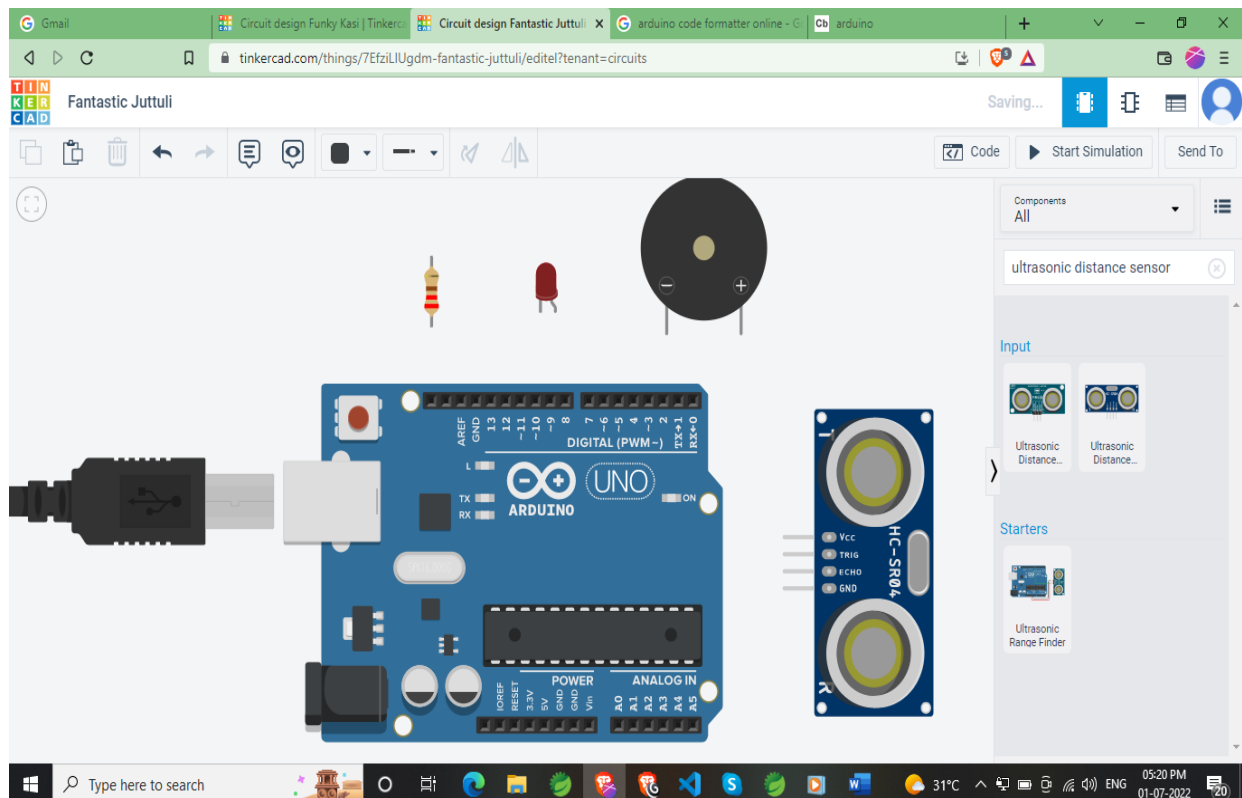 Gmail
Circuit design Funky Kasi | Tinkerc
Circuit design Fantastic Juttuli
arduino code formatter online - G
Cb arduino
tinkercad.com/things/7EfziLIUgdm-fantastic-juttuli/editel?tenant=circuits
TIN
KER
CAD
Fantastic Juttuli
Saving...
Code
Start Simulation
Send To
Components
All
ultrasonic distance sensor
Input
Ultrasonic
Distance...
Ultrasonic
Distance...
Starters
Ultrasonic
Range Finder
AREF
GND
13
12
~11
~10
~9
8
7
~6
~5
4
~3
2
TX→1
RX←0
DIGITAL (PWM~)
L
TX
RX
ARDUINO
UNO
ON
IOREF
RESET
3.3V
5V
GND
GND
Vin
POWER
ANALOG IN
A0
A1
A2
A3
A4
A5
T
Vcc
TRIG
ECHO
GND
HC-SR04
R
Type here to search
31°C
ENG
05:20 PM
01-07-2022
20